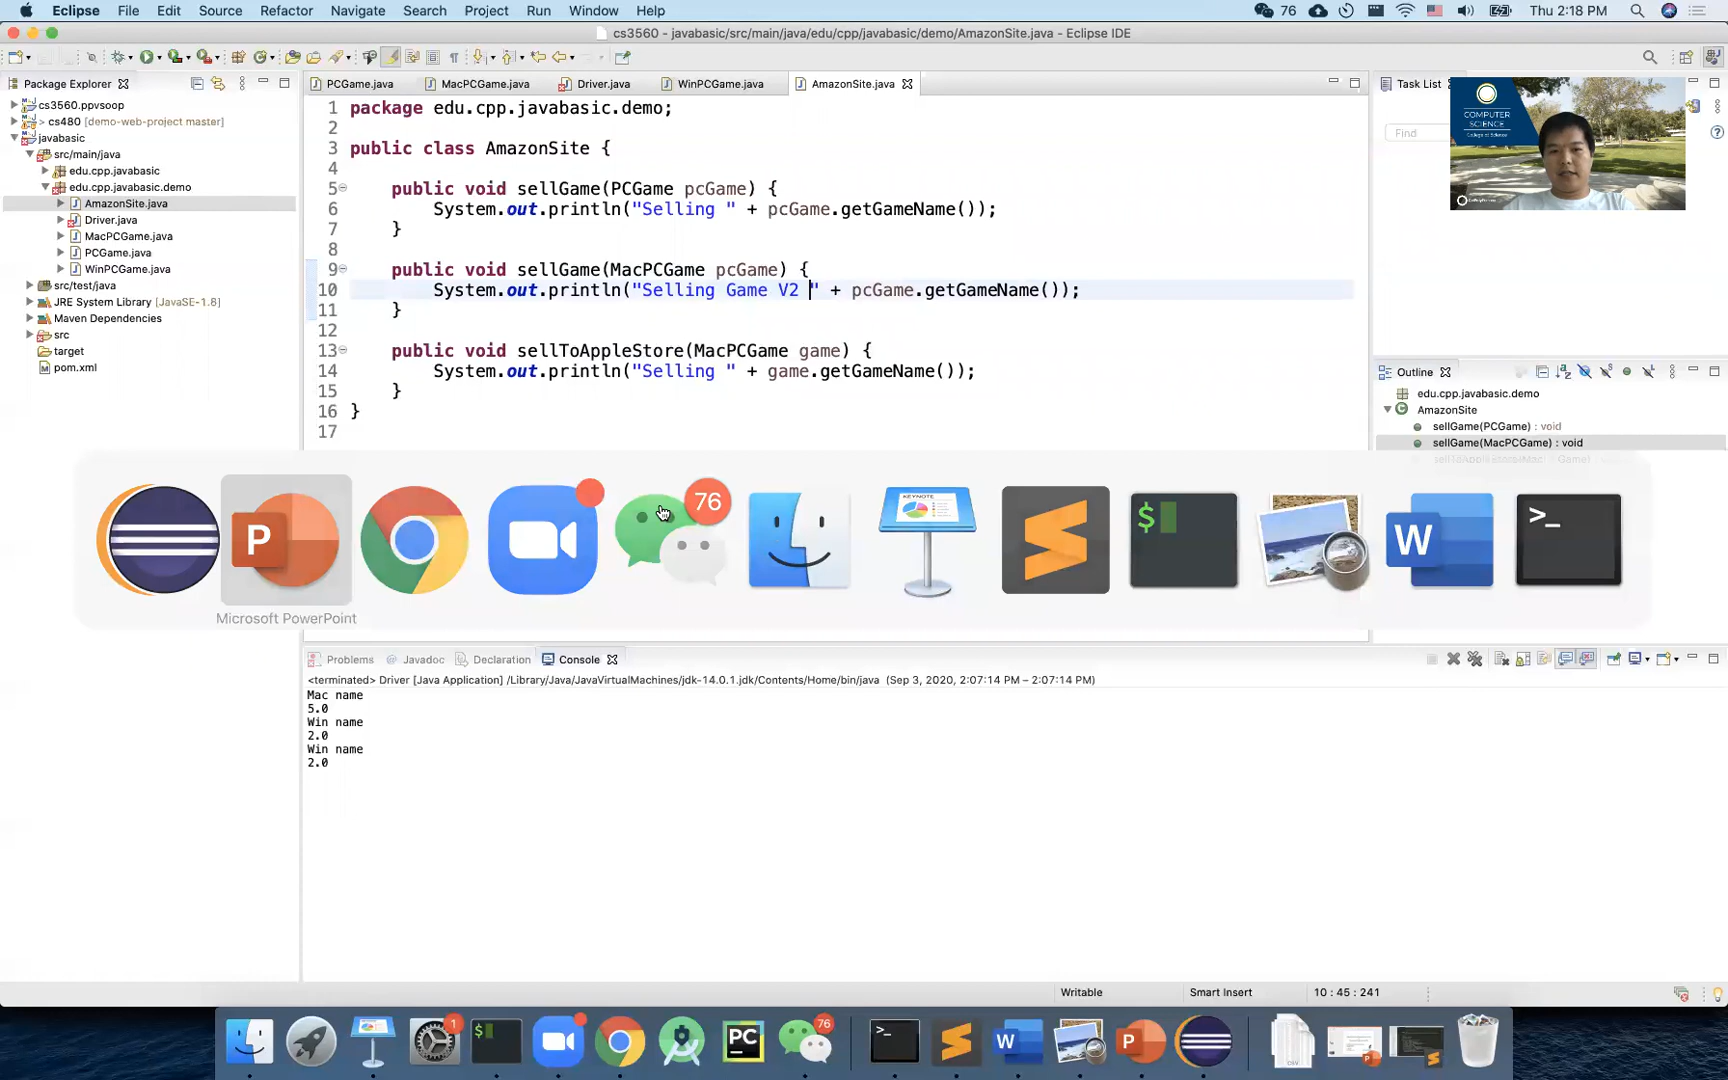 Eclipse File Edit Source Refactor Navigate Search Project Run Window Help 76 Thu 2:18 PM
cs3560 - javabasic/src/main/java/edu/cpp/javabasic/demo/AmazonSite.java - Eclipse IDE
Package Explorer
PCGame.java MacPCGame.java Driver.java WinPCGame.java AmazonSite.java
Task List
Find
COMPUTER
SCIENCE
College of Science
cs3560.ppvsoop
> cs480 [demo-web-project master]
javabasic
src/main/java
edu.cpp.javabasic
edu.cpp.javabasic.demo
AmazonSite.java
Driver.java
MacPCGame.java
PCGame.java
WinPCGame.java
src/test/java
JRE System Library [JavaSE-1.8]
Maven Dependencies
src
target
pom.xml
1 package edu.cpp.javabasic.demo;
2
3 public class AmazonSite {
5 public void sellGame(PCGame pcGame) {
6 System.out.println("Selling " + pcGame.getGameName());
7 }
8
9 public void sellGame(MacPCGame pcGame) {
10 System.out.println("Selling Game V2 " + pcGame.getGameName());
11 }
12
13 public void sellToAppleStore(MacPCGame game) {
14 System.out.println("Selling " + game.getGameName());
15 }
16 }
17
Outline
edu.cpp.javabasic.demo
AmazonSite
sellGame(PCGame) : void
sellGame(MacPCGame) : void
P
76
KEYNOTE
$
W
>_
Microsoft PowerPoint
Problems Javadoc Declaration Console
<terminated> Driver [Java Application] /Library/Java/JavaVirtualMachines/jdk-14.0.1.jdk/Contents/Home/bin/java (Sep 3, 2020, 2:07:14 PM – 2:07:14 PM)
Mac name
5.0
Win name
2.0
Win name
2.0
Writable Smart Insert 10 : 45 : 241
1 $ PC 76 >_ W P